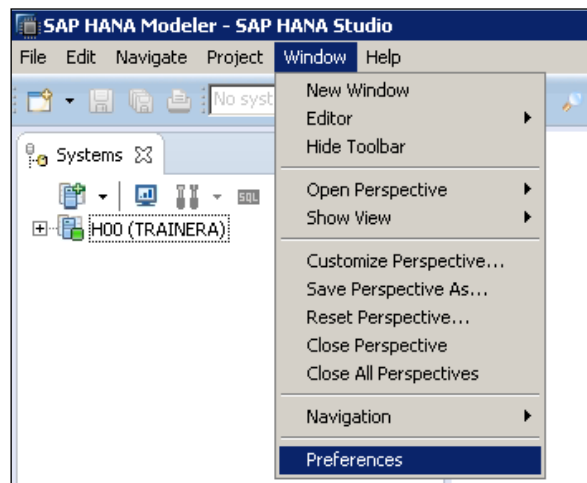 SAP HANA Modeler - SAP HANA Studio
File Edit Navigate Project Window Help
No syst
Systems
SQL
H00 (TRAINERA)
New Window
Editor
Hide Toolbar
Open Perspective
Show View
Customize Perspective...
Save Perspective As...
Reset Perspective...
Close Perspective
Close All Perspectives
Navigation
Preferences